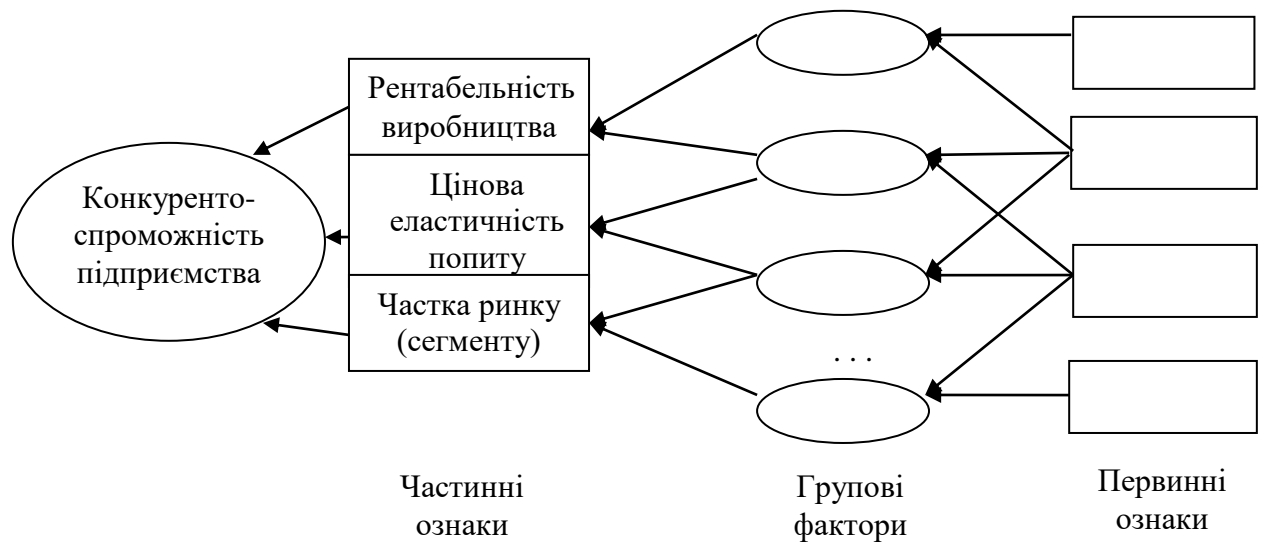 Рентабельність
виробництва
Конкуренто-
спроможність
підприємства
Цінова
еластичність
попиту
Частка ринку
(сегменту)
. . .
Частинні
ознаки
Групові
фактори
Первинні
ознаки